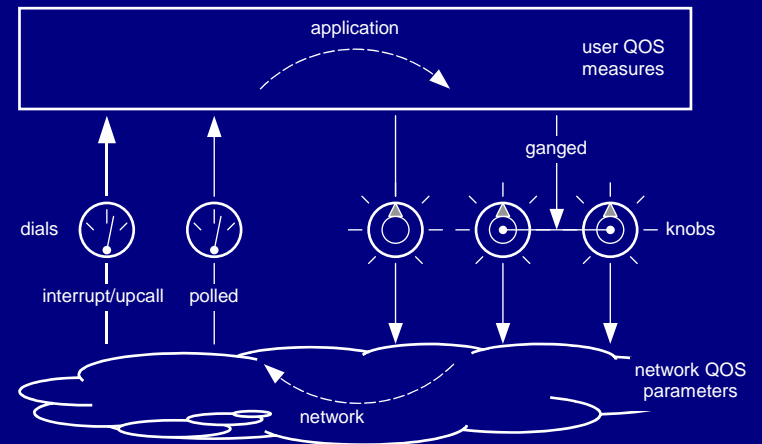 application
user QOS
measures
ganged
dials
knobs
interrupt/upcall
polled
network QOS
parameters
network